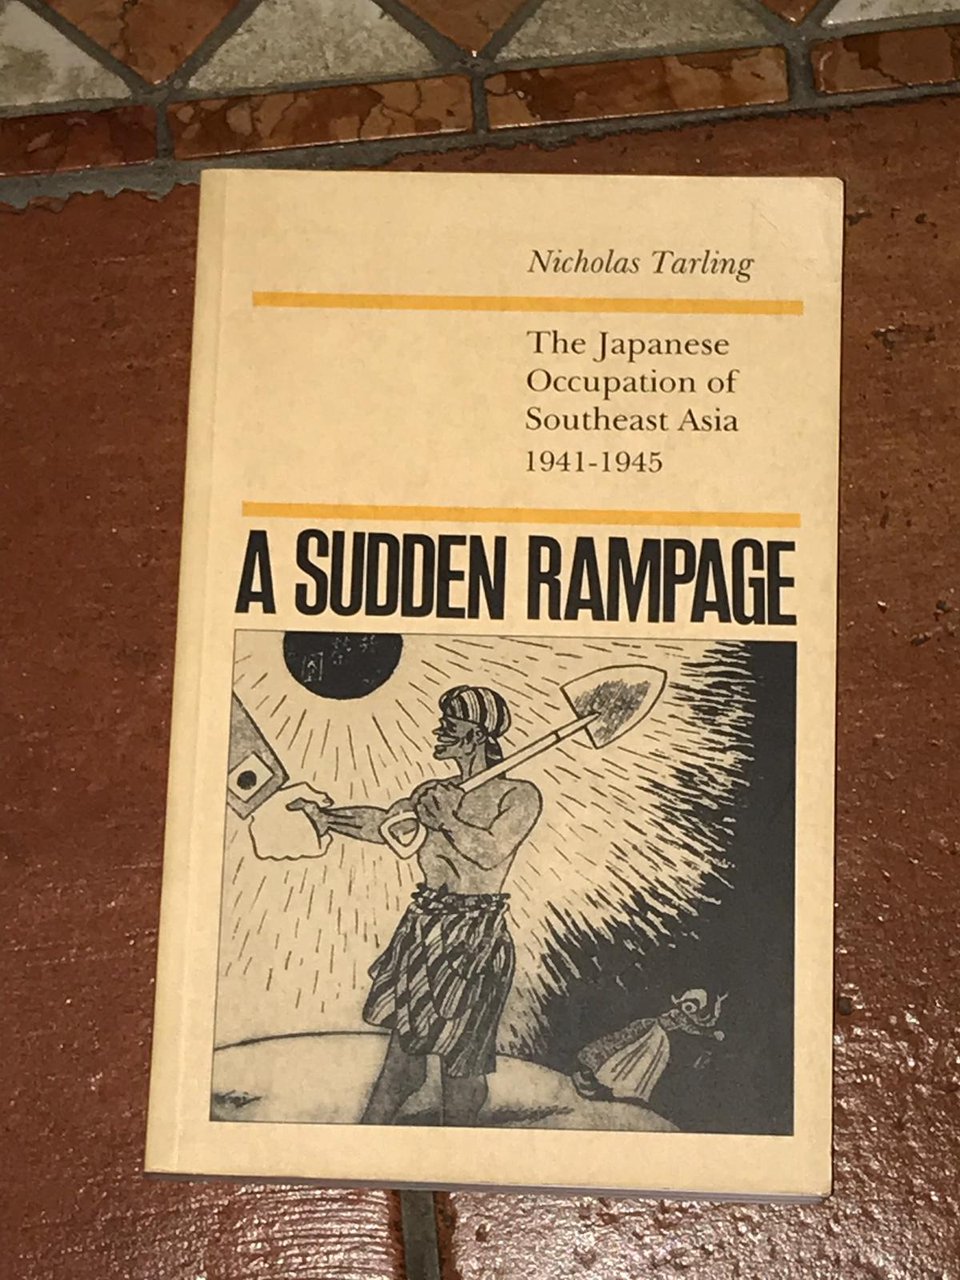 Nicholas Tarling
The Japanese
Occupation of
Southeast Asia
1941-1945
A SUDDEN RAMPAGE